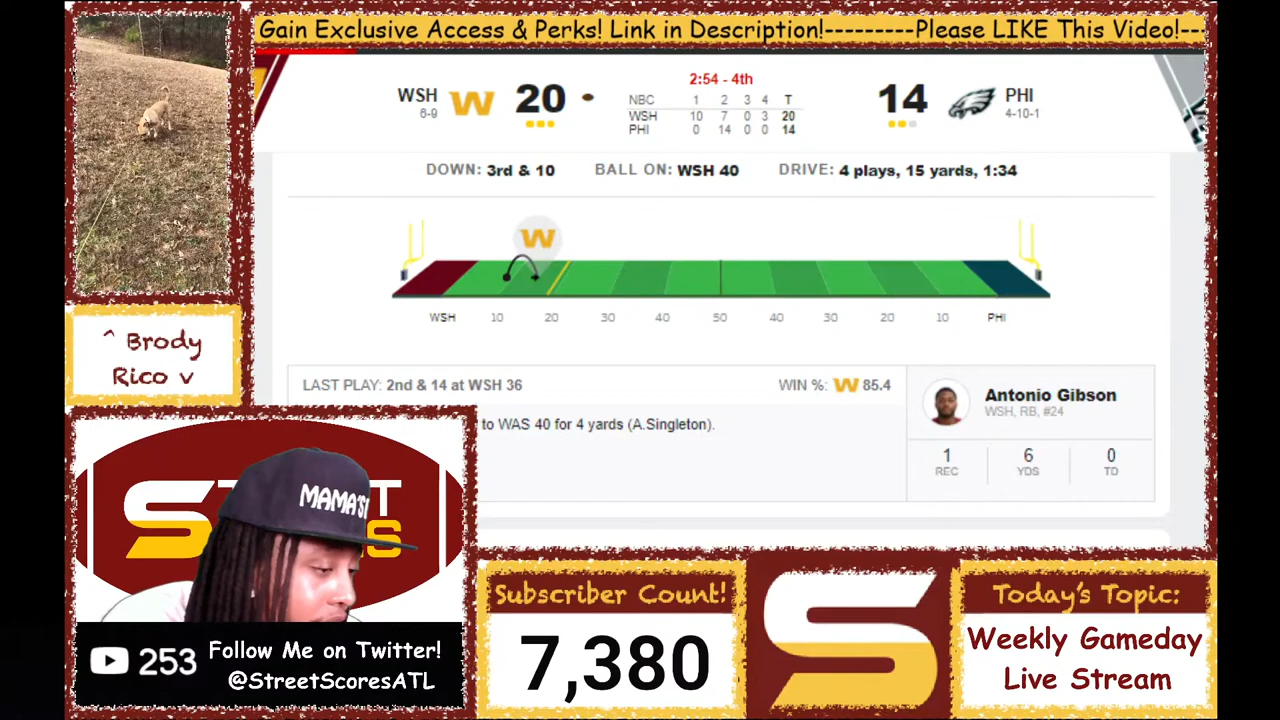 Gain Exclusive Access & Perks! Link in Description!---------Please LIKE This Video!---
WSH
6-9
W
20
2:54 - 4th
NBC 1 2 3 4 T
WSH 10 7 0 3 20
PHI 0 14 0 0 14
14
PHI
4-10-1
DOWN: 3rd & 10 BALL ON: WSH 40 DRIVE: 4 plays, 15 yards, 1:34
W
WSH 10 20 30 40 50 40 30 20 10 PHI
^ Brody
Rico v
LAST PLAY: 2nd & 14 at WSH 36
WIN %: W 85.4
to WAS 40 for 4 yards (A.Singleton).
Antonio Gibson
WSH, RB, #24
1 6 0
REC YDS TD
MAMA'S
253
Follow Me on Twitter!
@StreetScoresATL
Subscriber Count!
7,380
S
Today's Topic:
Weekly Gameday
Live Stream